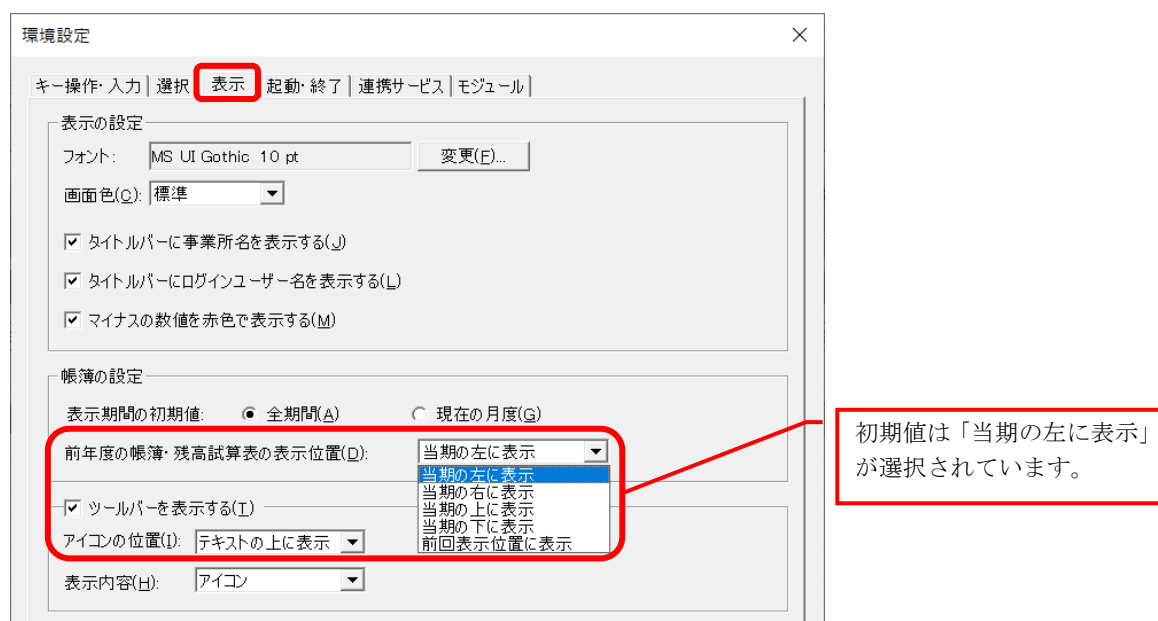 環境設定
キー操作・入力 選択 表示 起動・終了 連携サービス モジュール
表示の設定
フォント: MS UI Gothic 10 pt 変更(F)...
画面色(C): 標準
タイトルバーに事業所名を表示する(J)
タイトルバーにログインユーザー名を表示する(L)
マイナスの数値を赤色で表示する(M)
帳簿の設定
表示期間の初期値: 全期間(A) 現在の月度(G)
前年度の帳簿・残高試算表の表示位置(D): 当期の左に表示
当期の左に表示
当期の右に表示
当期の上に表示
当期の下に表示
前回表示位置に表示
ツールバーを表示する(T)
アイコンの位置(I): テキストの上に表示
表示内容(H): アイコン
初期値は「当期の左に表示」
が選択されています。